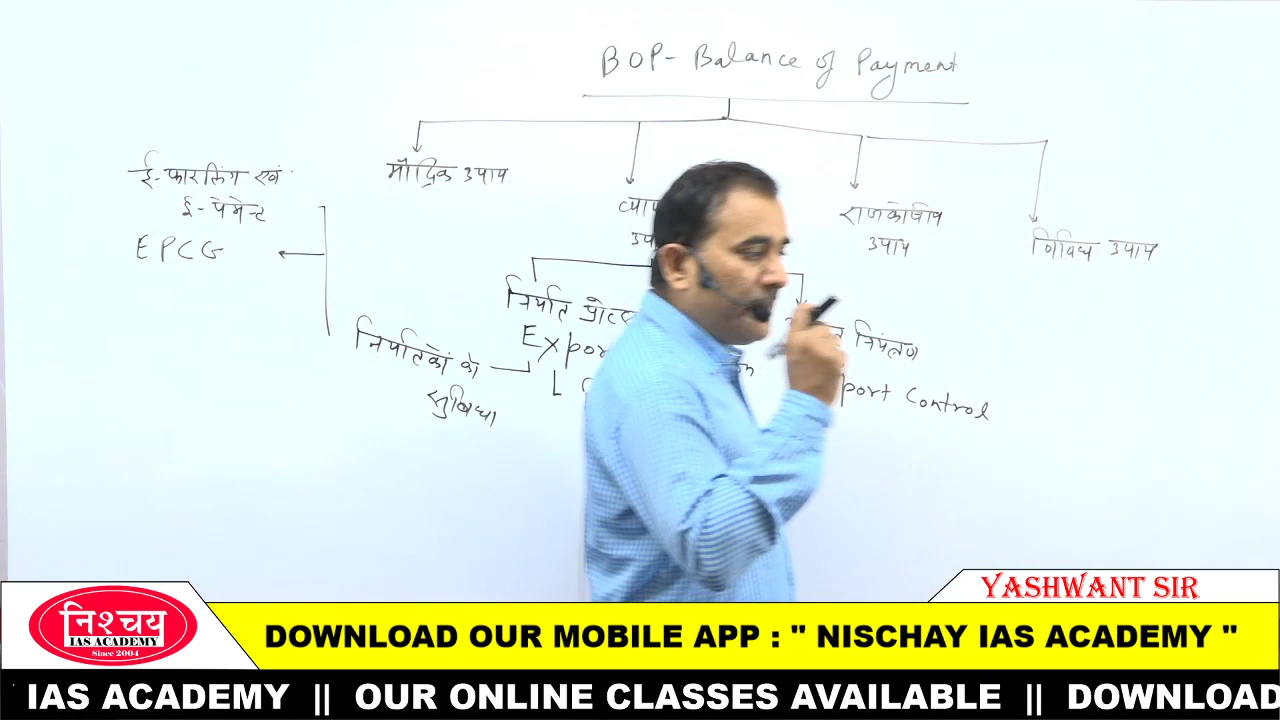 BOP - Balance of Payment
मौद्रिक उपाय
राजकोषीय
उपाय
विविध उपाय
ई-फाइलिंग एवं
ई-पेमेन्ट
EPCG
निर्यात
नियंत्रण
Control
निर्यातकों को
सुविधा
YASHWANT SIR
निश्चय
IAS ACADEMY
Since 2004
DOWNLOAD OUR MOBILE APP : " NISCHAY IAS ACADEMY "
IAS ACADEMY || OUR ONLINE CLASSES AVAILABLE || DOWNLOAD